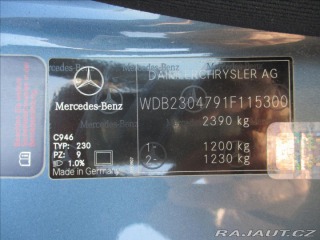 DAIMLERCHRYSLER AG
Mercedes-Benz
WDB2304791F115300
2390 kg
C946
TYP: 230
PZ: 9
1.0%
Made in Germany
1- 1200 kg
2- 1230 kg
RAJAUT.CZ